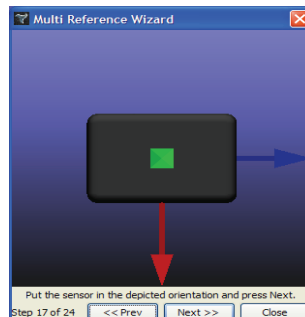 Multi Reference Wizard
Put the sensor in the depicted orientation and press Next.
Step 17 of 24 << Prev Next >> Close